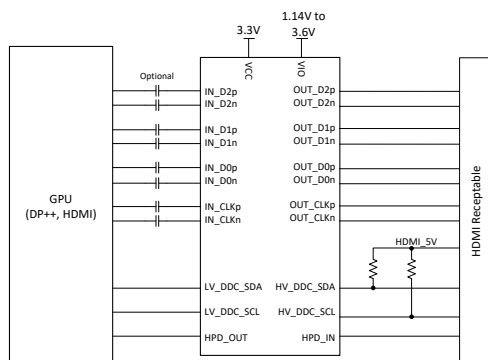 1.14V to
3.3V
3.6V
VCC
VIO
Optional
IN_D2p
OUT_D2p
IN_D2n
OUT_D2n
IN_D1p
OUT_D1p
IN_D1n
OUT_D1n
IN_D0p
OUT_D0p
IN_D0n
OUT_D0n
IN_CLKp
OUT_CLKp
IN_CLKn
OUT_CLKn
GPU
(DP++, HDMI)
HDMI Receptable
HDMI_5V
LV_DDC_SDA
HV_DDC_SDA
LV_DDC_SCL
HV_DDC_SCL
HPD_OUT
HPD_IN